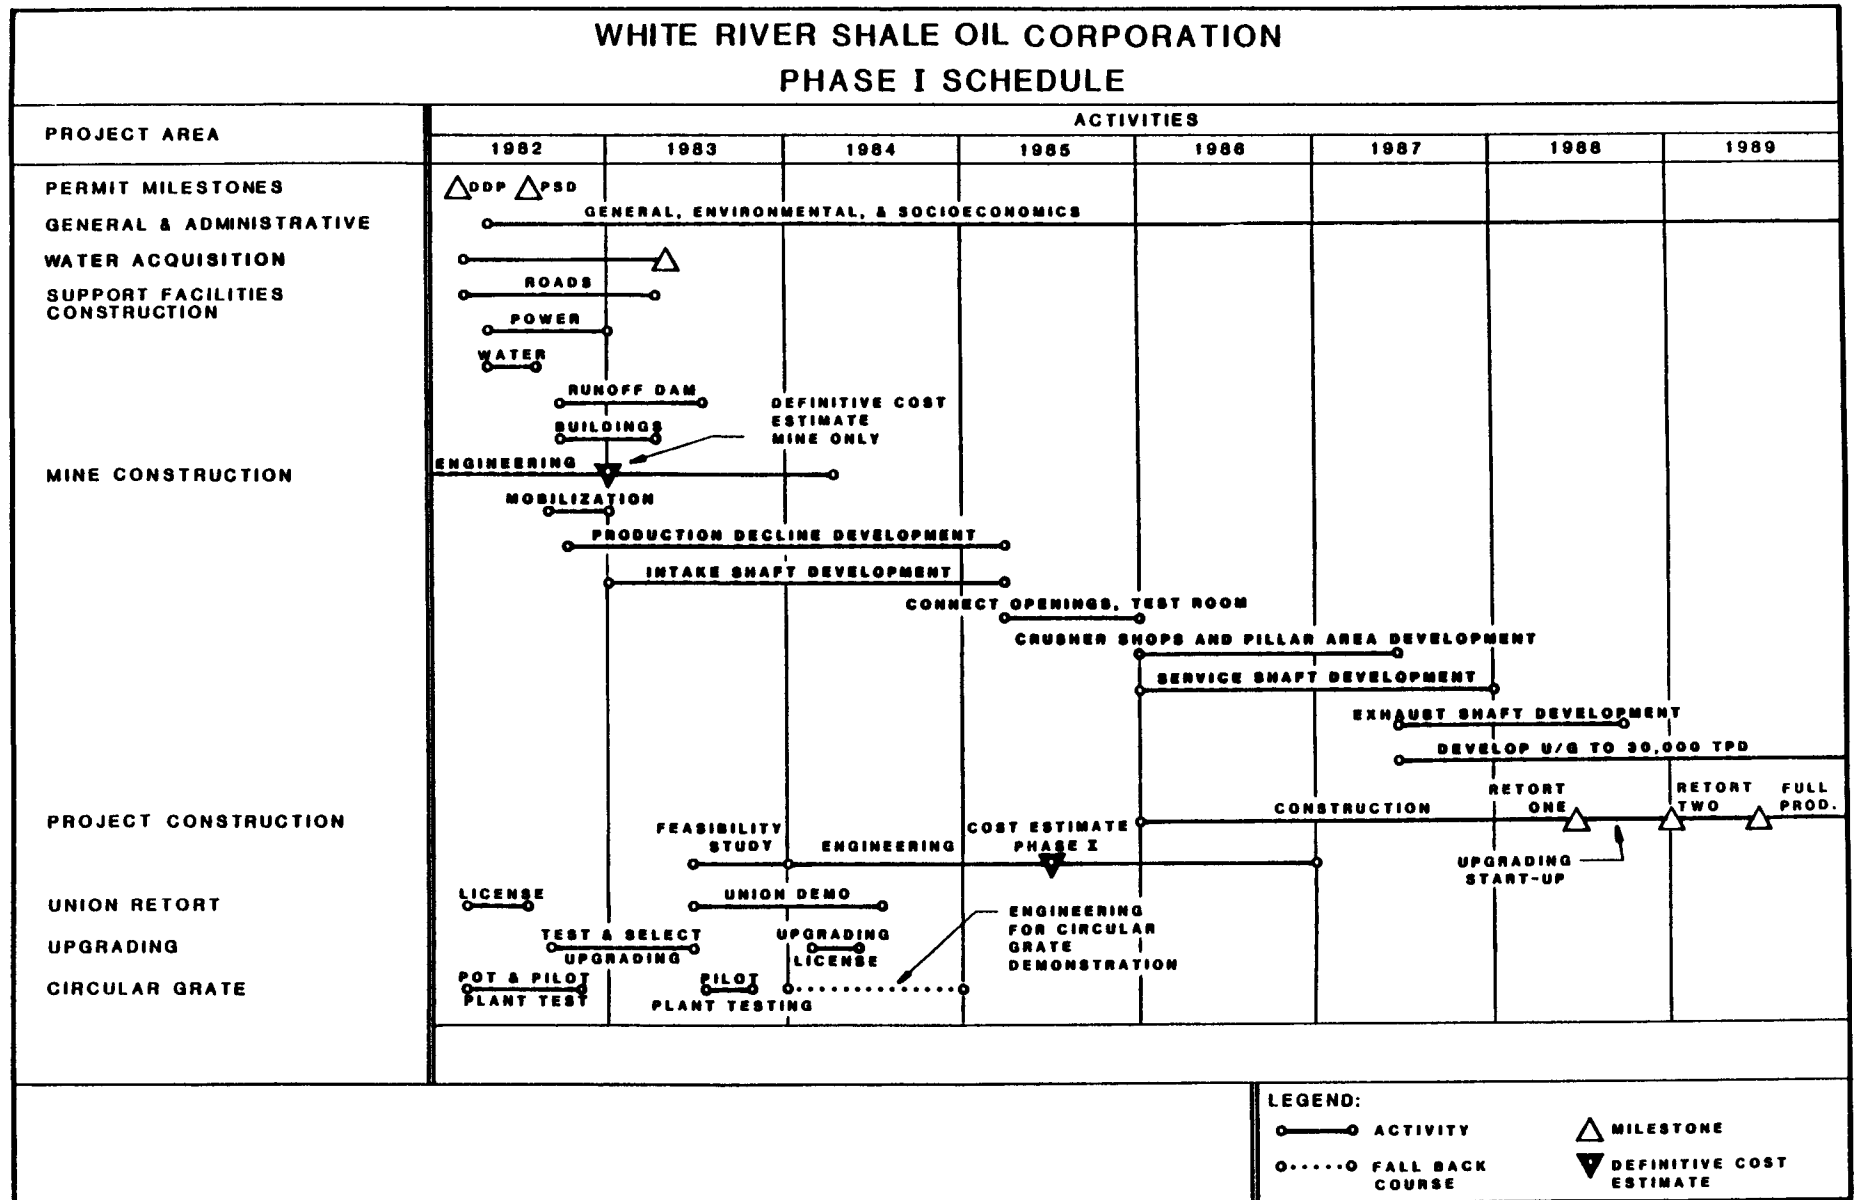 WHITE RIVER SHALE OIL CORPORATION
PHASE I SCHEDULE
PROJECT AREA
ACTIVITIES
1982 1983 1984 1985 1986 1987 1988 1989
PERMIT MILESTONES
DDP PSD
GENERAL & ADMINISTRATIVE
GENERAL, ENVIRONMENTAL, & SOCIOECONOMICS
WATER ACQUISITION
SUPPORT FACILITIES
CONSTRUCTION
ROADS
POWER
WATER
RUNOFF DAM
BUILDINGS
DEFINITIVE COST
ESTIMATE
MINE ONLY
MINE CONSTRUCTION
ENGINEERING
MOBILIZATION
PRODUCTION DECLINE DEVELOPMENT
INTAKE SHAFT DEVELOPMENT
CONNECT OPENINGS, TEST ROOM
CRUSHER SHOPS AND PILLAR AREA DEVELOPMENT
SERVICE SHAFT DEVELOPMENT
EXHAUST SHAFT DEVELOPMENT
DEVELOP U/G TO 30,000 TPD
PROJECT CONSTRUCTION
CONSTRUCTION
RETORT
ONE
RETORT
TWO
FULL
PROD.
UPGRADING
START-UP
FEASIBILITY
STUDY
ENGINEERING
COST ESTIMATE
PHASE I
UNION RETORT
LICENSE
UNION DEMO
UPGRADING
TEST & SELECT
UPGRADING
UPGRADING
LICENSE
ENGINEERING
FOR CIRCULAR
GRATE
DEMONSTRATION
CIRCULAR GRATE
POT & PILOT
PLANT TEST
PILOT
PLANT TESTING
LEGEND:
ACTIVITY
MILESTONE
FALL BACK
COURSE
DEFINITIVE COST
ESTIMATE